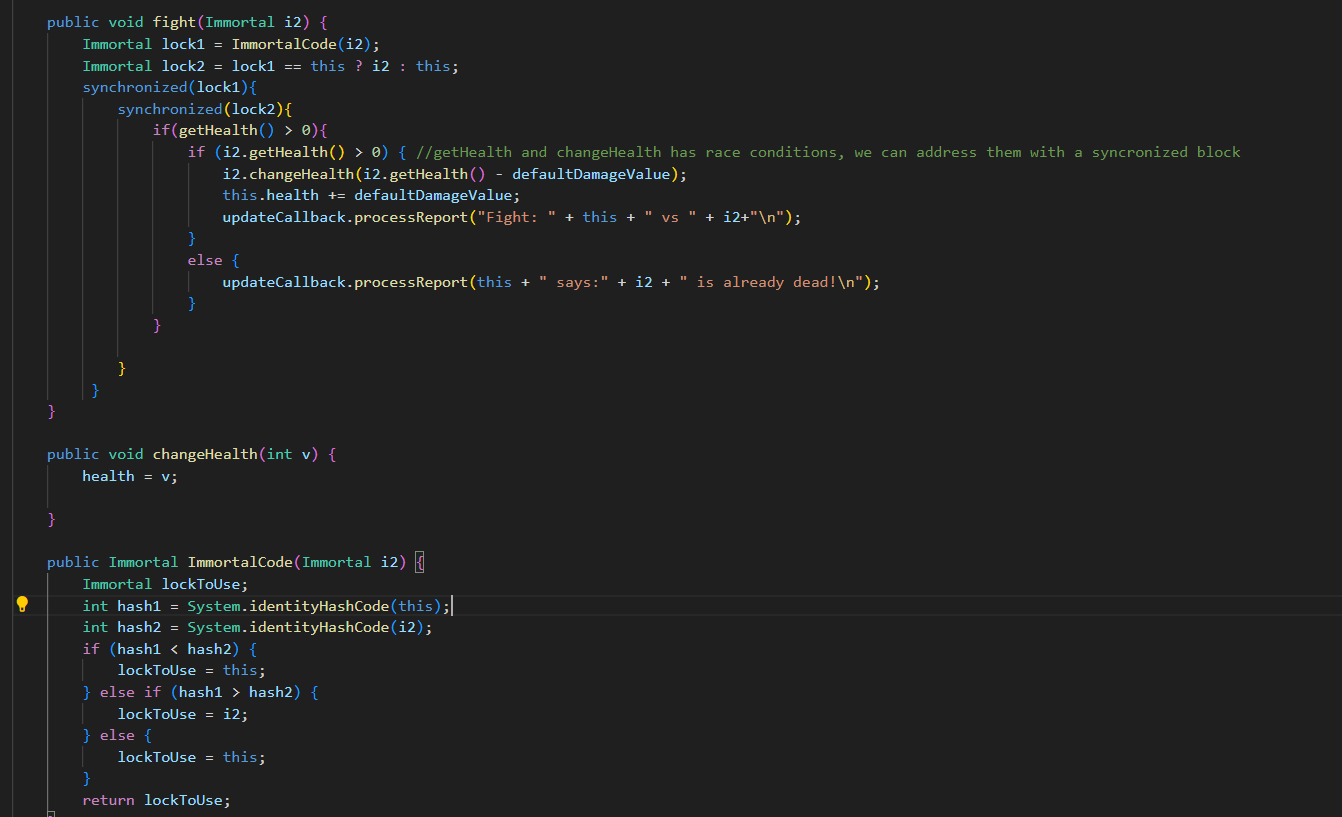 public void fight(Immortal i2) {
    Immortal lock1 = ImmortalCode(i2);
    Immortal lock2 = lock1 == this ? i2 : this;
    synchronized(lock1){
        synchronized(lock2){
            if(getHealth() > 0){
                if (i2.getHealth() > 0) { //getHealth and changeHealth has race conditions, we can address them with a syncronized block
                    i2.changeHealth(i2.getHealth() - defaultDamageValue);
                    this.health += defaultDamageValue;
                    updateCallback.processReport("Fight: " + this + " vs " + i2+"\n");
                }
                else {
                    updateCallback.processReport(this + " says:" + i2 + " is already dead!\n");
                }
            }
        }
     }
}
public void changeHealth(int v) {
    health = v;
}
public Immortal ImmortalCode(Immortal i2) {
    Immortal lockToUse;
    int hash1 = System.identityHashCode(this);
    int hash2 = System.identityHashCode(i2);
    if (hash1 < hash2) {
        lockToUse = this;
    } else if (hash1 > hash2) {
        lockToUse = i2;
    } else {
        lockToUse = this;
    }
    return lockToUse;